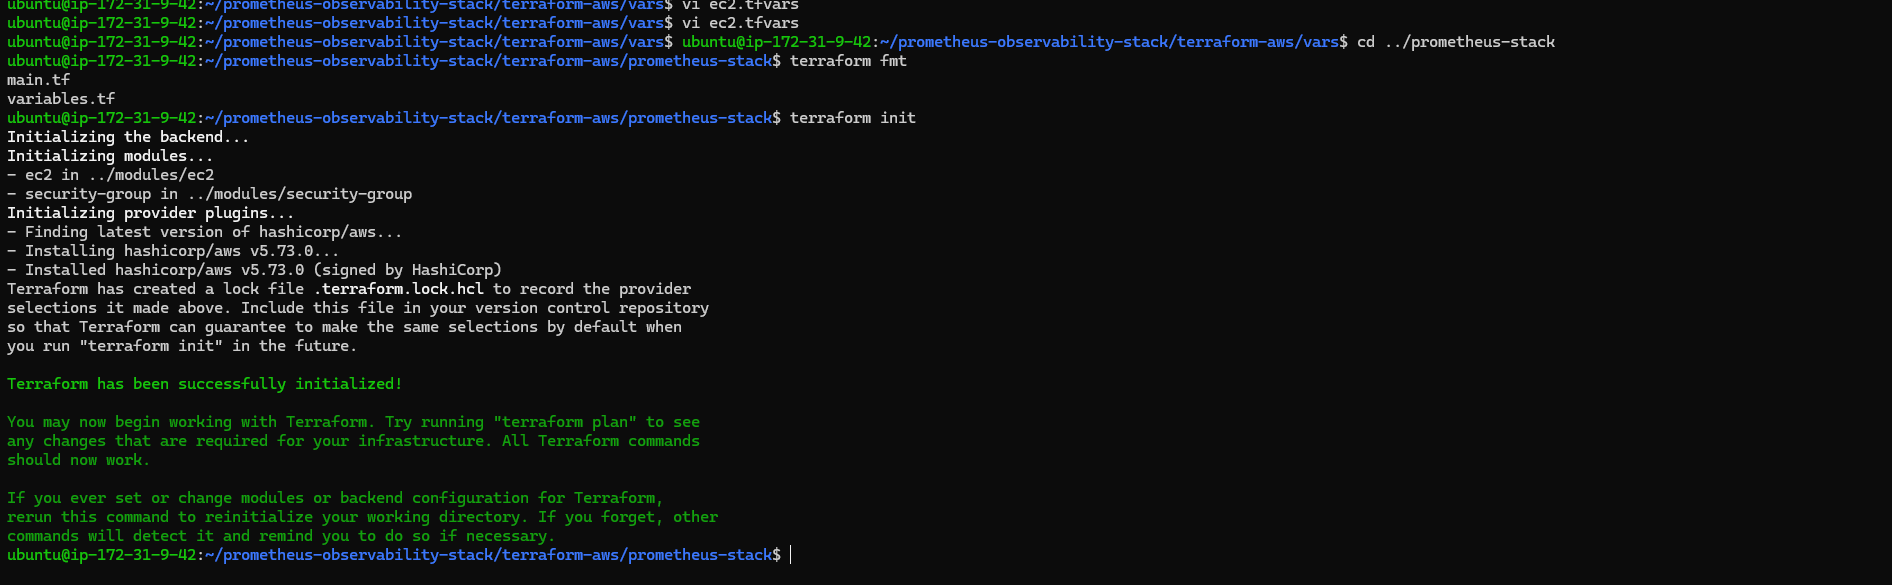 ubuntu@ip-172-31-9-42:~/prometheus-observability-stack/terraform-aws/vars$ vi ec2.tfvars
ubuntu@ip-172-31-9-42:~/prometheus-observability-stack/terraform-aws/vars$ vi ec2.tfvars
ubuntu@ip-172-31-9-42:~/prometheus-observability-stack/terraform-aws/vars$ ubuntu@ip-172-31-9-42:~/prometheus-observability-stack/terraform-aws/vars$ cd ../prometheus-stack
ubuntu@ip-172-31-9-42:~/prometheus-observability-stack/terraform-aws/prometheus-stack$ terraform fmt
main.tf
variables.tf
ubuntu@ip-172-31-9-42:~/prometheus-observability-stack/terraform-aws/prometheus-stack$ terraform init
Initializing the backend...
Initializing modules...
- ec2 in ../modules/ec2
- security-group in ../modules/security-group
Initializing provider plugins...
- Finding latest version of hashicorp/aws...
- Installing hashicorp/aws v5.73.0...
- Installed hashicorp/aws v5.73.0 (signed by HashiCorp)
Terraform has created a lock file .terraform.lock.hcl to record the provider
selections it made above. Include this file in your version control repository
so that Terraform can guarantee to make the same selections by default when
you run "terraform init" in the future.
Terraform has been successfully initialized!
You may now begin working with Terraform. Try running "terraform plan" to see
any changes that are required for your infrastructure. All Terraform commands
should now work.
If you ever set or change modules or backend configuration for Terraform,
rerun this command to reinitialize your working directory. If you forget, other
commands will detect it and remind you to do so if necessary.
ubuntu@ip-172-31-9-42:~/prometheus-observability-stack/terraform-aws/prometheus-stack$